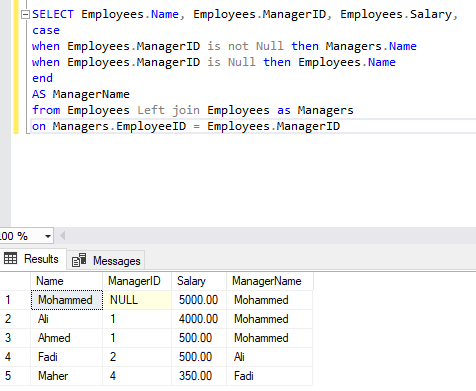 SELECT Employees.Name, Employees.ManagerID, Employees.Salary,
case
when Employees.ManagerID is not Null then Managers.Name
when Employees.ManagerID is Null then Employees.Name
end
AS ManagerName
from Employees Left join Employees as Managers
on Managers.EmployeeID = Employees.ManagerID
00 %
Results Messages
Name ManagerID Salary ManagerName
1 Mohammed NULL 5000.00 Mohammed
2 Ali 1 4000.00 Mohammed
3 Ahmed 1 500.00 Mohammed
4 Fadi 2 500.00 Ali
5 Maher 4 350.00 Fadi